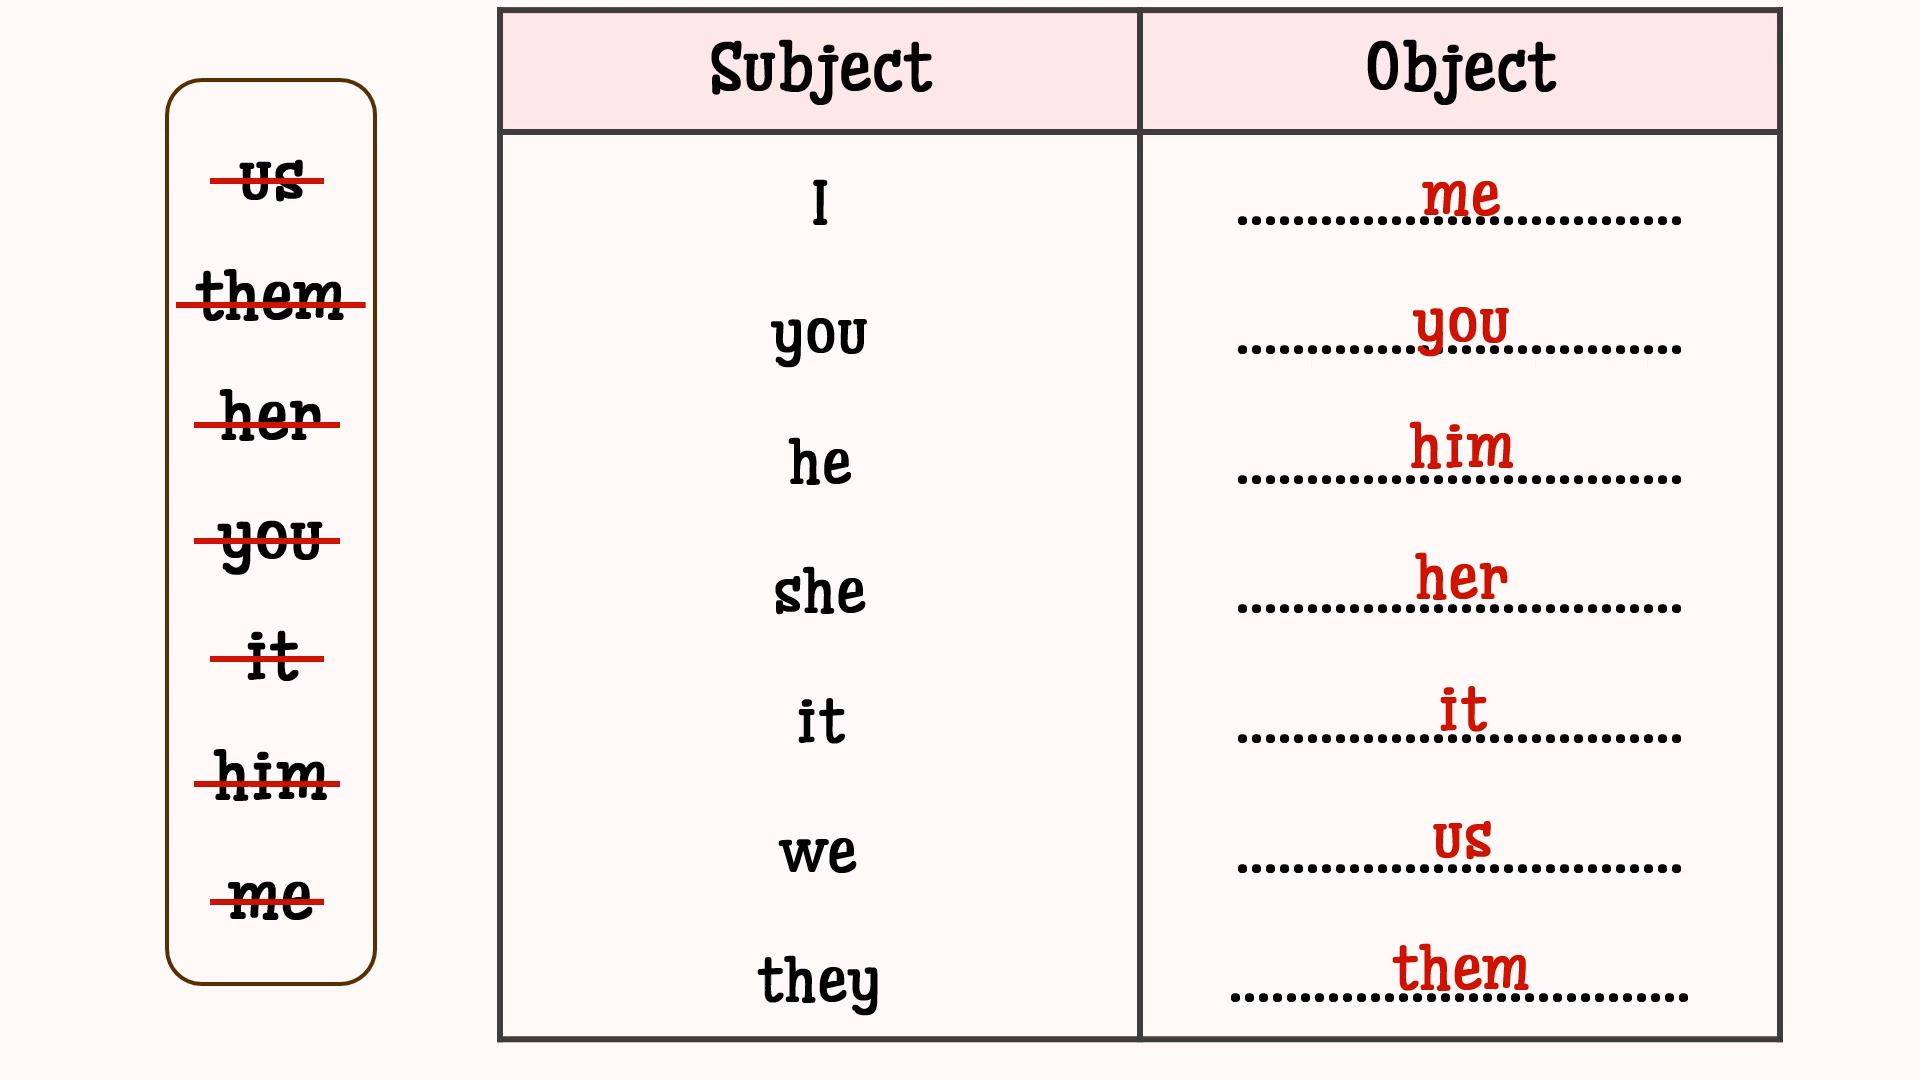 us
them
her
you
it
him
me
Subject Object
I me
you you
he him
she her
it it
we us
they them